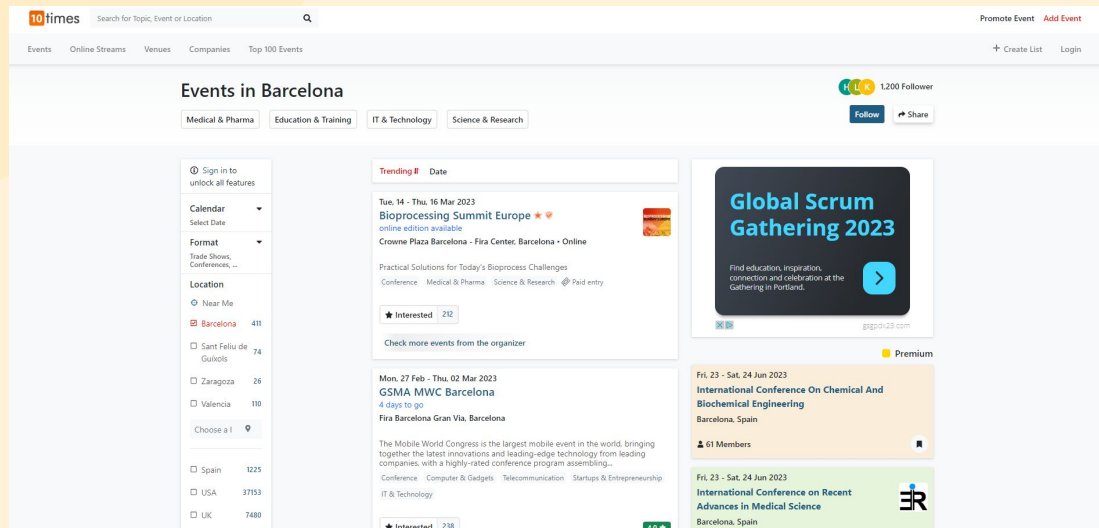 10 times
Search for Topic, Event or Location
Promote Event Add Event
Events Online Streams Venues Companies Top 100 Events
+ Create List Login
Events in Barcelona
H L K 1,200 Follower
Medical & Pharma Education & Training IT & Technology Science & Research
Follow Share
Sign in to
unlock all features
Calendar
Select Date
Format
Trade Shows,
Conferences, ...
Location
Near Me
Barcelona 411
Sant Feliu de
Guíxols 74
Zaragoza 26
Valencia 110
Choose a l
Spain 1225
USA 37153
UK 7480
Trending Date
Tue, 14 - Thu, 16 Mar 2023
Bioprocessing Summit Europe
online edition available
Crowne Plaza Barcelona - Fira Center, Barcelona • Online
Practical Solutions for Today's Bioprocess Challenges
Conference Medical & Pharma Science & Research Paid entry
Interested 212
Check more events from the organizer
Mon, 27 Feb - Thu, 02 Mar 2023
GSMA MWC Barcelona
4 days to go
Fira Barcelona Gran Via, Barcelona
The Mobile World Congress is the largest mobile event in the world, bringing
together the latest innovations and leading-edge technology from leading
companies, with a highly-rated conference program assembling...
Conference Computer & Gadgets Telecommunication Startups & Entrepreneurship
IT & Technology
Interested 238
Global Scrum
Gathering 2023
Find education, inspiration,
connection and celebration at the
Gathering in Portland.
gsgpdx23.com
Premium
Fri, 23 - Sat, 24 Jun 2023
International Conference On Chemical And
Biochemical Engineering
Barcelona, Spain
61 Members
Fri, 23 - Sat, 24 Jun 2023
International Conference on Recent
Advances in Medical Science
Barcelona, Spain